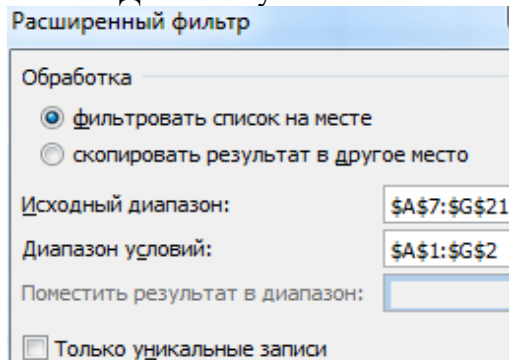 Расширенный фильтр
Обработка
фильтровать список на месте
скопировать результат в другое место
Исходный диапазон: $A$7:$G$21
Диапазон условий: $A$1:$G$2
Поместить результат в диапазон:
Только уникальные записи